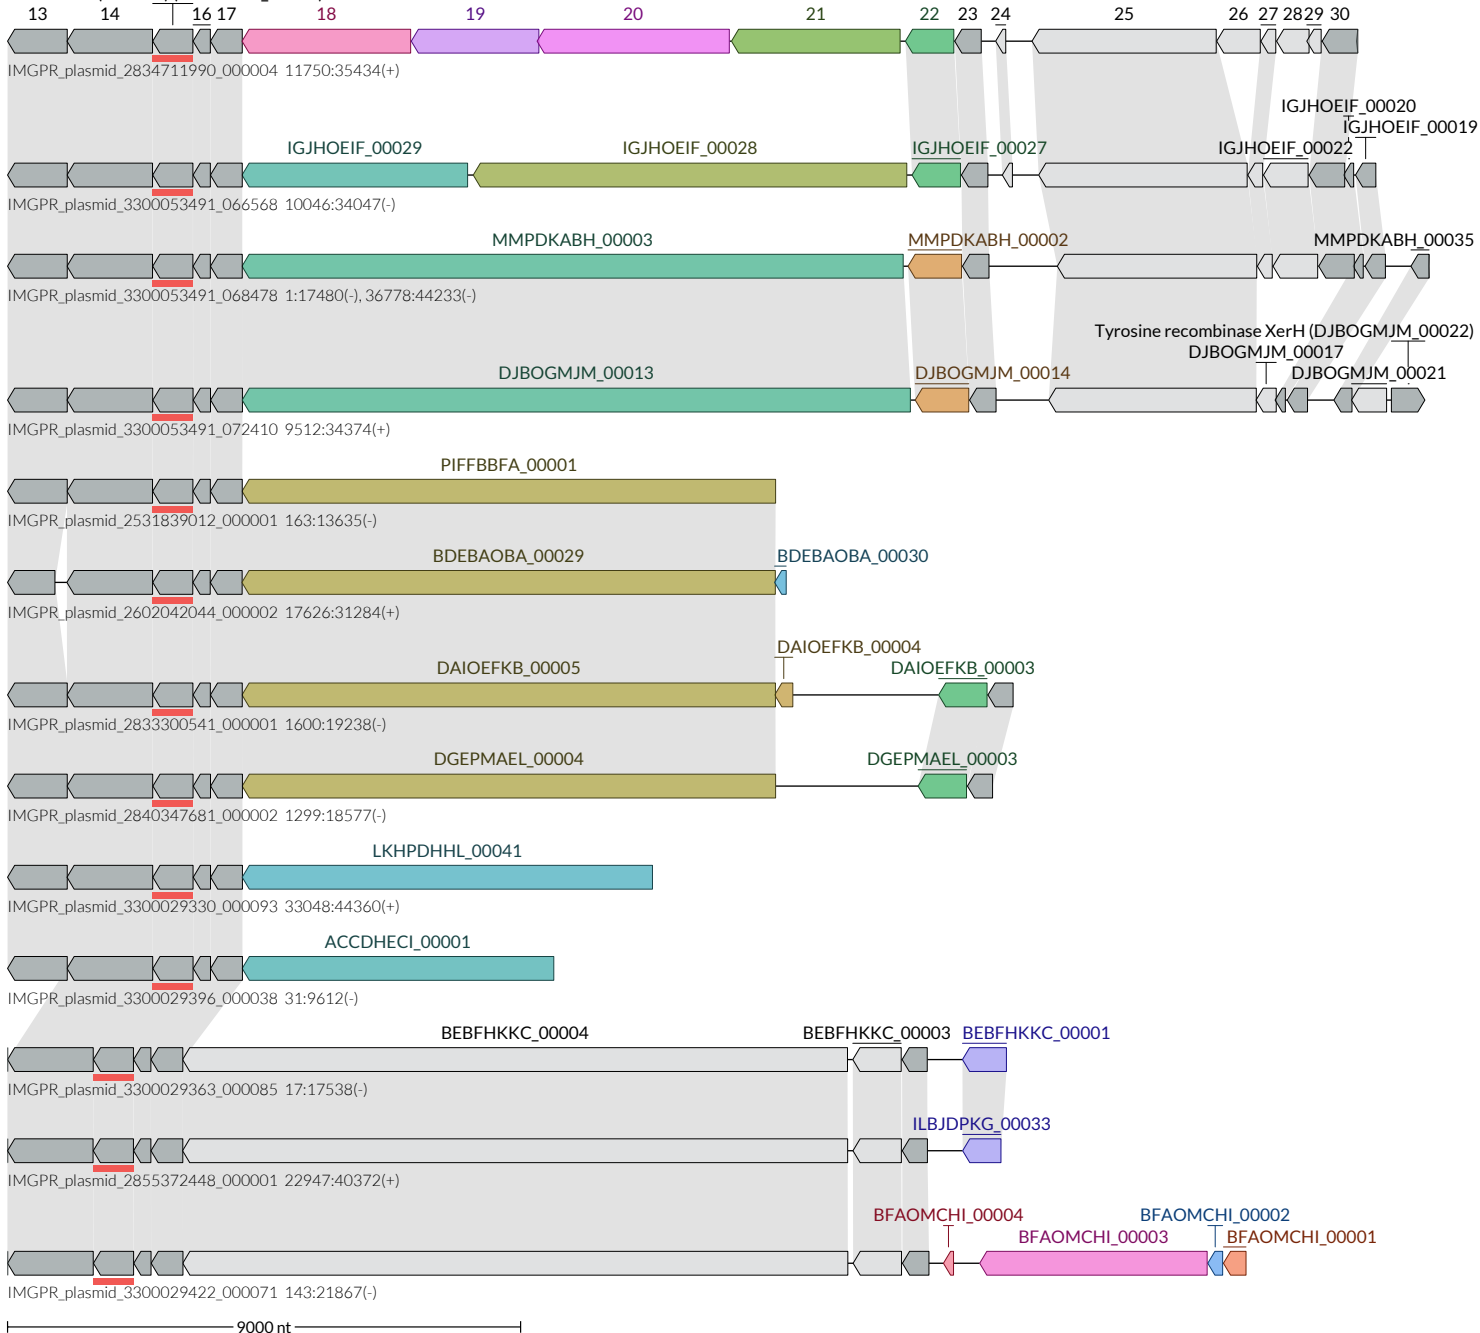 13 14 16 17 18 19 20 21 22 23 24 25 26 27 28 29 30
IMGPR_plasmid_2834711990_000004 11750:35434(+)
IGJHOEIF_00020
IGJHOEIF_00019
IGJHOEIF_00029 IGJHOEIF_00028 IGJHOEIF_00027 IGJHOEIF_00022
IMGPR_plasmid_3300053491_066568 10046:34047(-)
MMPDKABH_00003 MMPDKABH_00002 MMPDKABH_00035
IMGPR_plasmid_3300053491_068478 1:17480(-), 36778:44233(-)
Tyrosine recombinase XerH (DJBOGMJM_00022)
DJBOGMJM_00017
DJBOGMJM_00013 DJBOGMJM_00014 DJBOGMJM_00021
IMGPR_plasmid_3300053491_072410 9512:34374(+)
PIFFBBFA_00001
IMGPR_plasmid_2531839012_000001 163:13635(-)
BDEBAOBA_00029 BDEBAOBA_00030
IMGPR_plasmid_2602042044_000002 17626:31284(+)
DAIOEFKB_00004
DAIOEFKB_00005 DAIOEFKB_00003
IMGPR_plasmid_2833300541_000001 1600:19238(-)
DGEPMAEL_00004 DGEPMAEL_00003
IMGPR_plasmid_2840347681_000002 1299:18577(-)
LKHPDHHL_00041
IMGPR_plasmid_3300029330_000093 33048:44360(+)
ACCDHECI_00001
IMGPR_plasmid_3300029396_000038 31:9612(-)
BEBFHKKC_00004 BEBFHKKC_00003 BEBFHKKC_00001
IMGPR_plasmid_3300029363_000085 17:17538(-)
ILBJDPKG_00033
IMGPR_plasmid_2855372448_000001 22947:40372(+)
BFAOMCHI_00004 BFAOMCHI_00002
BFAOMCHI_00003 BFAOMCHI_00001
IMGPR_plasmid_3300029422_000071 143:21867(-)
9000 nt